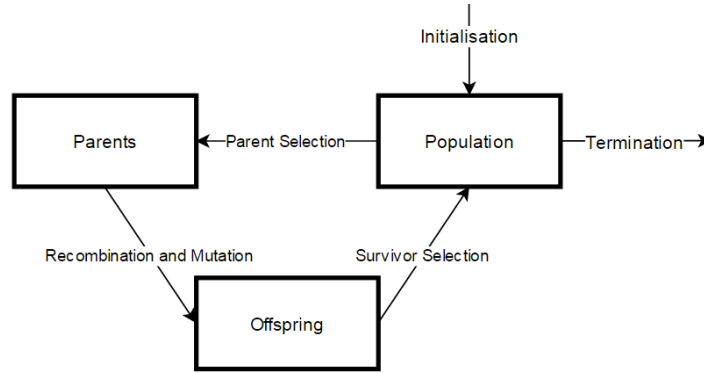 Initialisation
Parents
Parent Selection
Population
Termination
Recombination and Mutation
Survivor Selection
Offspring